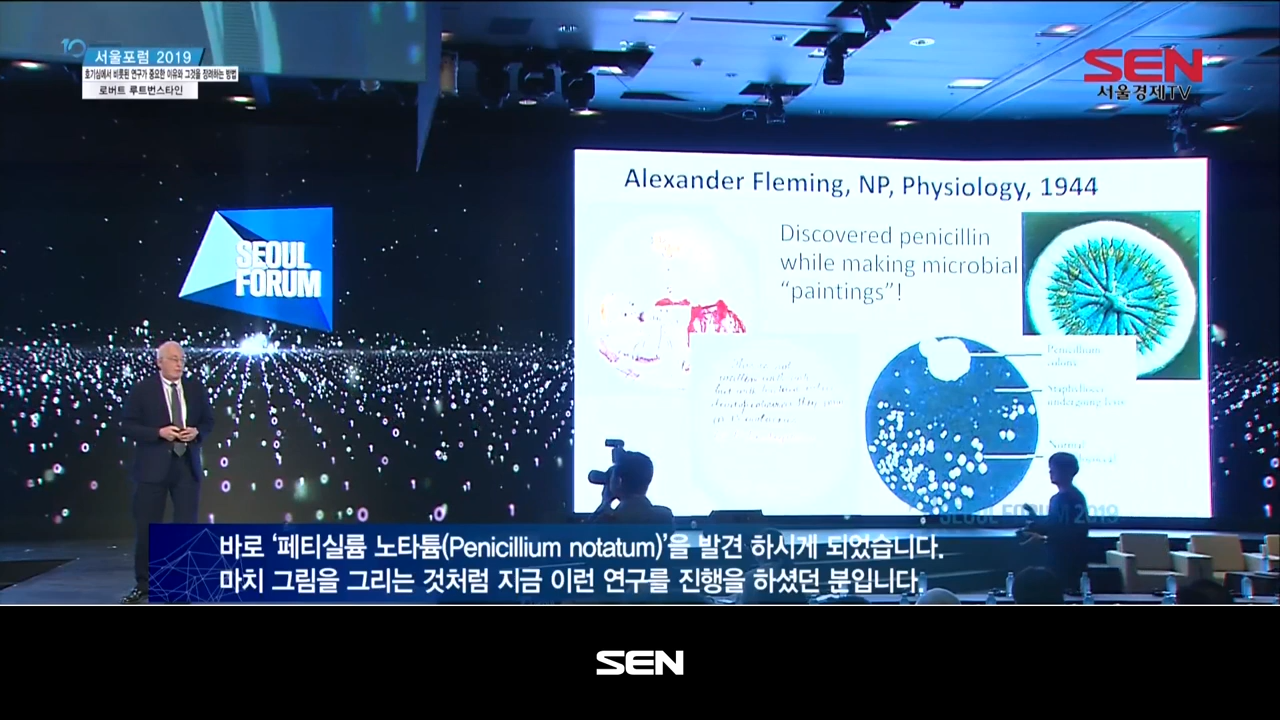 10
서울포럼 2019
호기심에서 비롯된 연구가 중요한 이유와 그것을 장려하는 방법
로버트 루트번스타인
SEN
서울경제TV
SEOUL
FORUM
Alexander Fleming, NP, Physiology, 1944
Discovered penicillin
while making microbial
“paintings”!
Penicillium
colony
Staphylococci
undergoing lysis
Normal
SEOUL FORUM 2019
바로 ‘페티실륨 노타튬(Penicillium notatum)’을 발견 하시게 되었습니다.
마치 그림을 그리는 것처럼 지금 이런 연구를 진행을 하셨던 분입니다.
SEN